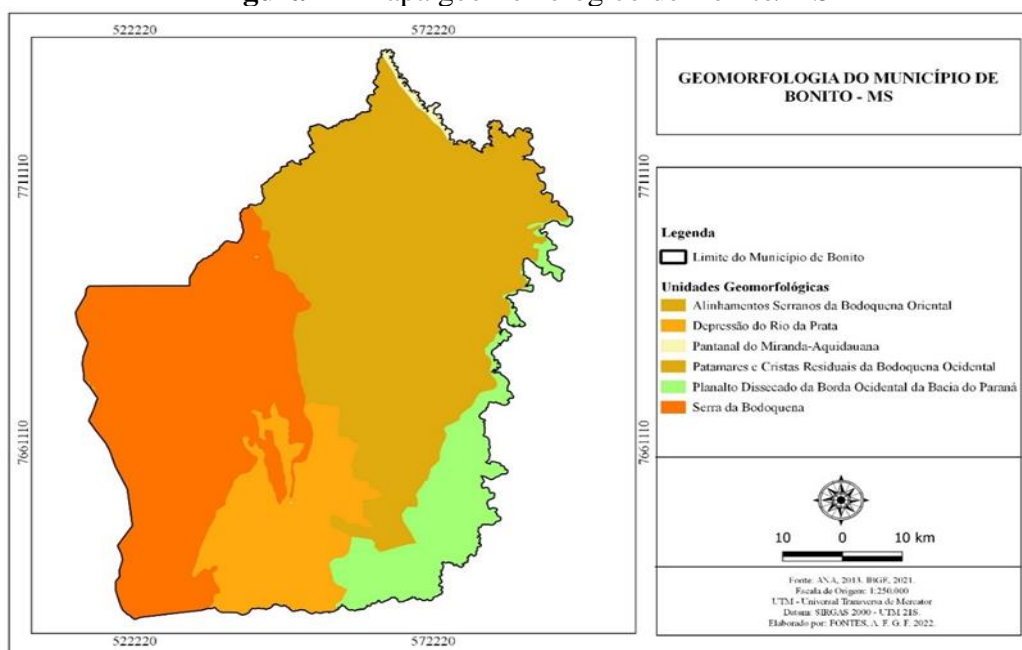 522220 572220
GEOMORFOLOGIA DO MUNICÍPIO DE
BONITO - MS
7711110
7711110
Legenda
Limite do Município de Bonito
Unidades Geomorfológicas
Alinhamentos Serranos da Bodoquena Oriental
Depressão do Rio da Prata
Pantanal do Miranda-Aquidauana
Patamares e Cristas Residuais da Bodoquena Ocidental
Planalto Dissecado da Borda Ocidental da Bacia do Paraná
Serra da Bodoquena
7661110
7661110
10 0 10 km
Fonte: ANA, 2013. IBGE, 2021.
Escala de Origem: 1:250.000
UTM - Universal Transversa de Mercator
Datum: SIRGAS 2000 - UTM 21S.
Elaborado por: FONTES, A. F. G. F. 2022.
522220 572220